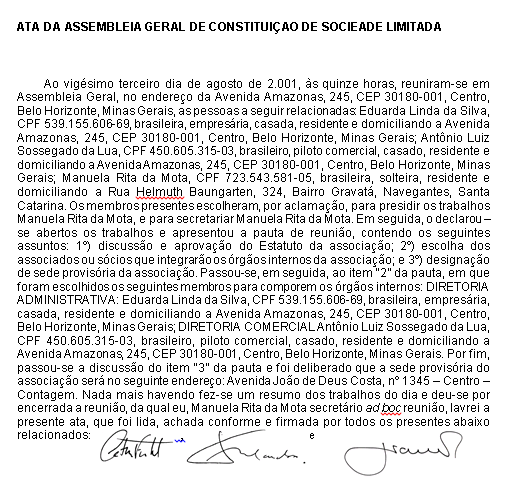 ATA DA ASSEMBLEIA GERAL DE CONSTITUIÇAO DE SOCIEADE LIMITADA
Ao vigésimo terceiro dia de agosto de 2.001, às quinze horas, reuniram-se em
Assembleia Geral, no endereço da Avenida Amazonas, 245, CEP 30180-001, Centro,
Belo Horizonte, Minas Gerais, as pessoas a seguir relacionadas: Eduarda Linda da Silva,
CPF 539.155.606-69, brasileira, empresária, casada, residente e domiciliando a Avenida
Amazonas, 245, CEP 30180-001, Centro, Belo Horizonte, Minas Gerais; Antônio Luiz
Sossegado da Lua, CPF 450.605.315-03, brasileiro, piloto comercial, casado, residente e
domiciliando a Avenida Amazonas, 245, CEP 30180-001, Centro, Belo Horizonte, Minas
Gerais; Manuela Rita da Mota, CPF 723.543.581-05, brasileira, solteira, residente e
domiciliando a Rua Helmuth Baungarten, 324, Bairro Gravatá, Navegantes, Santa
Catarina. Os membros presentes escolheram, por aclamação, para presidir os trabalhos
Manuela Rita da Mota, e para secretariar Manuela Rita da Mota. Em seguida, o declarou –
se abertos os trabalhos e apresentou a pauta de reunião, contendo os seguintes
assuntos: 1º) discussão e aprovação do Estatuto da associação; 2º) escolha dos
associados ou sócios que integrarão os órgãos internos da associação; e 3º) designação
de sede provisória da associação. Passou-se, em seguida, ao item "2" da pauta, em que
foram escolhidos os seguintes membros para comporem os órgãos internos: DIRETORIA
ADMINISTRATIVA: Eduarda Linda da Silva, CPF 539.155.606-69, brasileira, empresária,
casada, residente e domiciliando a Avenida Amazonas, 245, CEP 30180-001, Centro,
Belo Horizonte, Minas Gerais; DIRETORIA COMERCIAL Antônio Luiz Sossegado da Lua,
CPF 450.605.315-03, brasileiro, piloto comercial, casado, residente e domiciliando a
Avenida Amazonas, 245, CEP 30180-001, Centro, Belo Horizonte, Minas Gerais. Por fim,
passou-se a discussão do item "3" da pauta e foi deliberado que a sede provisória do
associação será no seguinte endereço: Avenida João de Deus Costa, n° 1345 – Centro –
Contagem. Nada mais havendo fez-se um resumo dos trabalhos do dia e deu-se por
encerrada a reunião, da qual eu, Manuela Rita da Mota secretário ad boc reunião, lavrei a
presente ata, que foi lida, achada conforme e firmada por todos os presentes abaixo
relacionado: e